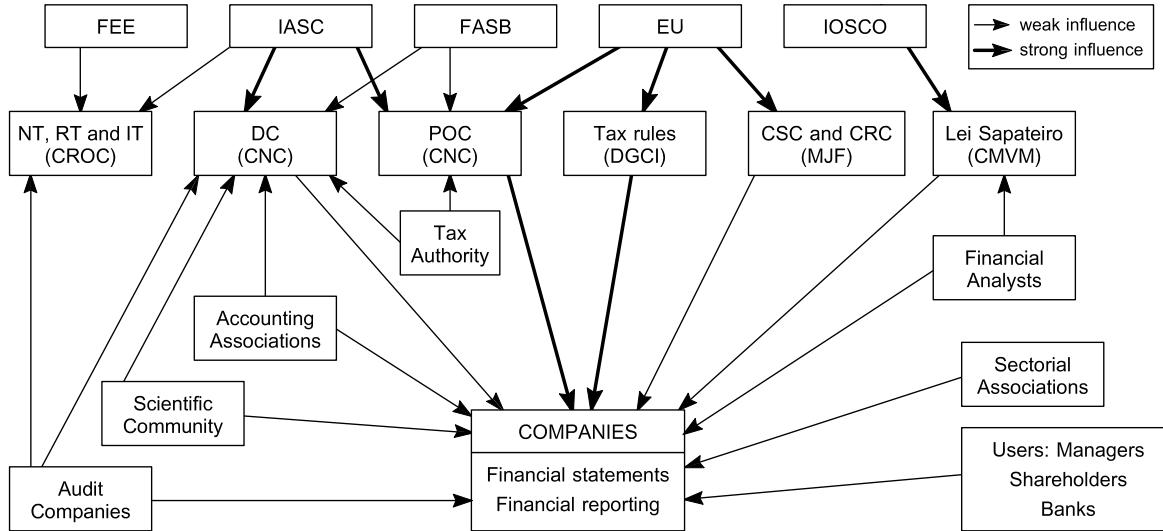 FEE
IASC
FASB
EU
IOSCO
weak influence
strong influence
NT, RT and IT
(CROC)
DC
(CNC)
POC
(CNC)
Tax rules
(DGCI)
CSC and CRC
(MJF)
Lei Sapateiro
(CMVM)
Tax
Authority
Financial
Analysts
Accounting
Associations
Sectorial
Associations
Scientific
Community
COMPANIES
Financial statements
Financial reporting
Users: Managers
Shareholders
Banks
Audit
Companies